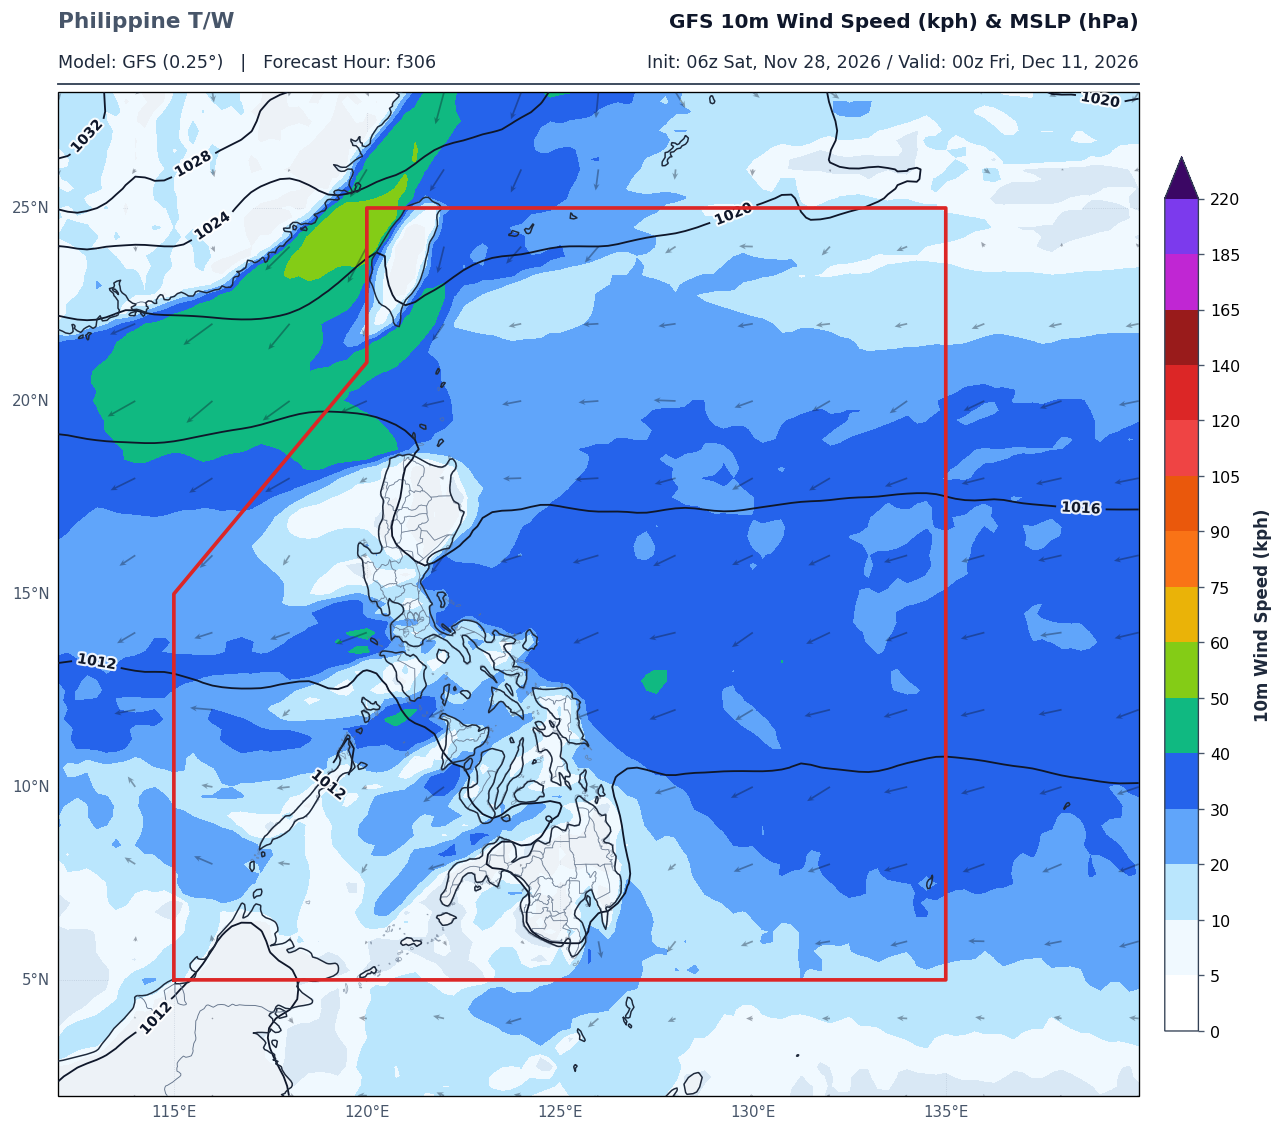 Philippine T/W
GFS 10m Wind Speed (kph) & MSLP (hPa)
Model: GFS (0.25°) | Forecast Hour: f306
Init: 06z Sat, Nov 28, 2026 / Valid: 00z Fri, Dec 11, 2026
1032
1028
1024
1020
1020
1016
1012
1012
1012
25°N
20°N
15°N
10°N
5°N
115°E
120°E
125°E
130°E
135°E
220
185
165
140
120
105
90
75
60
50
40
30
20
10
5
0
10m Wind Speed (kph)